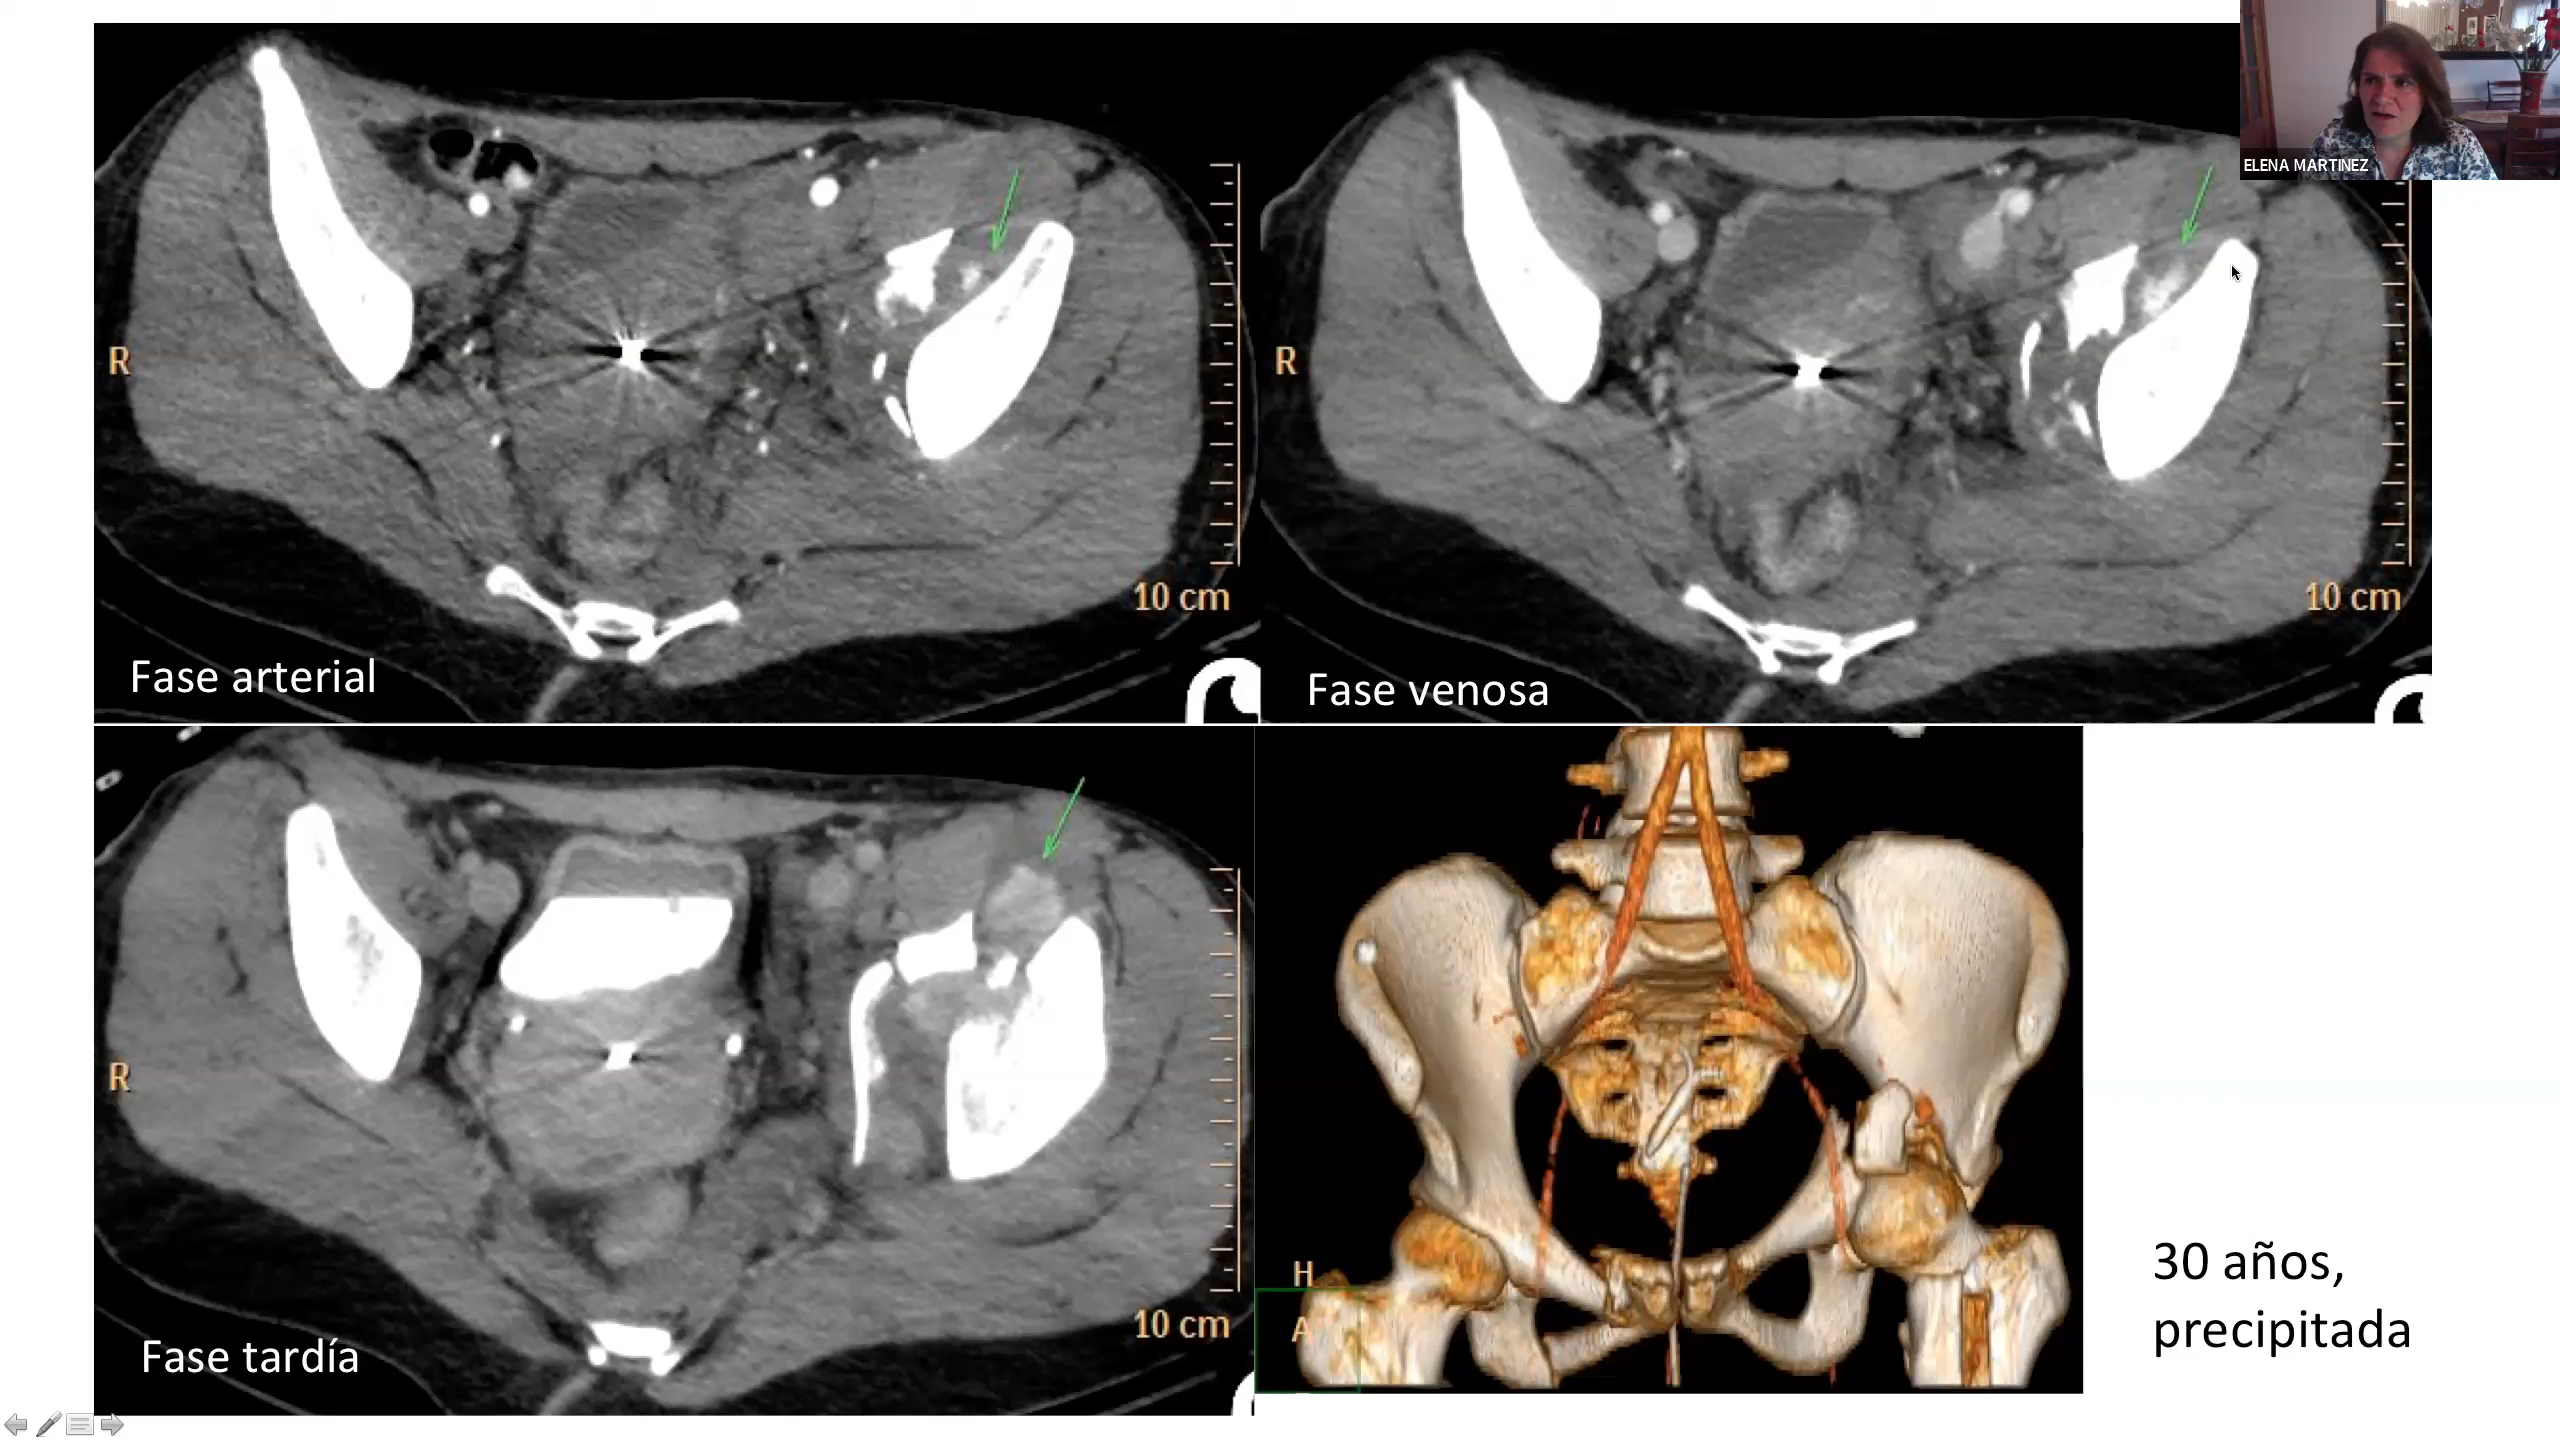 ELENA MARTINEZ
R
10 cm
Fase arterial
R
10 cm
Fase venosa
R
10 cm
Fase tardía
H
A
30 años,
precipitada